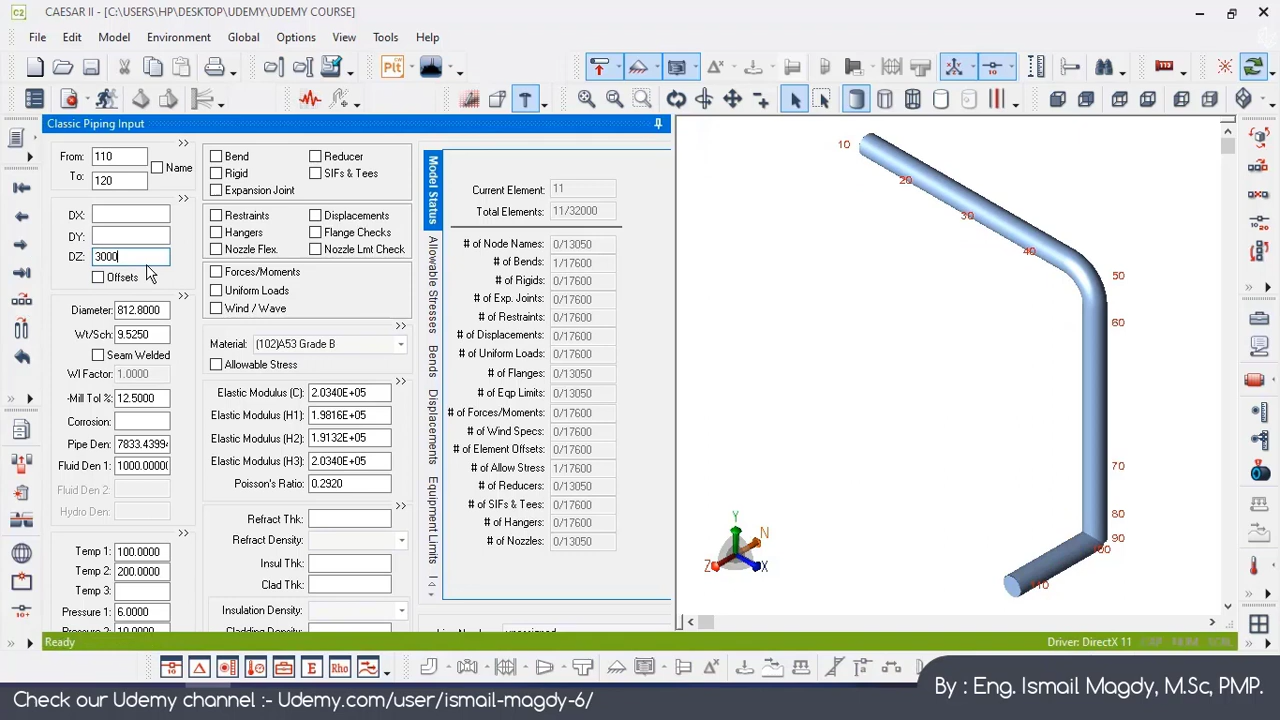 CAESAR II - [C:\USERS\HP\DESKTOP\UDEMY\UDEMY COURSE]
File Edit Model Environment Global Options View Tools Help
Classic Piping Input
From: 110
To: 120
Name
DX:
DY:
DZ: 3000
Offsets
Diameter: 812.8000
Wt/Sch: 9.5250
Seam Welded
WI Factor: 1.0000
-Mill Tol %: 12.5000
Corrosion:
Pipe Den: 7833.4399
Fluid Den 1: 1000.0000
Fluid Den 2:
Hydro Den:
Temp 1: 100.0000
Temp 2: 200.0000
Temp 3:
Pressure 1: 6.0000
Pressure 2: 10.0000
Bend Reducer
Rigid SIFs & Tees
Expansion Joint
Restraints Displacements
Hangers Flange Checks
Nozzle Flex. Nozzle Lmt Check
Forces/Moments
Uniform Loads
Wind / Wave
Material: (102)A53 Grade B
Allowable Stress
Elastic Modulus (C): 2.0340E+05
Elastic Modulus (H1): 1.9816E+05
Elastic Modulus (H2): 1.9132E+05
Elastic Modulus (H3): 2.0340E+05
Poisson's Ratio: 0.2920
Refract Thk:
Refract Density:
Insul Thk:
Clad Thk:
Insulation Density:
Cladding Density:
Model Status
Allowable Stresses
Bends
Displacements
Equipment Limits
Current Element: 11
Total Elements: 11/32000
# of Node Names: 0/13050
# of Bends: 1/17600
# of Rigids: 0/17600
# of Exp. Joints: 0/17600
# of Restraints: 0/17600
# of Displacements: 0/17600
# of Uniform Loads: 0/17600
# of Flanges: 0/13050
# of Eqp Limits: 0/13050
# of Forces/Moments: 0/17600
# of Wind Specs: 0/17600
# of Element Offsets: 0/17600
# of Allow Stress 1/17600
# of Reducers: 0/13050
# of SIFs & Tees: 0/17600
# of Hangers: 0/17600
# of Nozzles: 0/13050
unassigned
10
20
30
40
50
60
70
80
90
Y
N
Z
X
Ready
Driver: DirectX 11
Check our Udemy channel :- Udemy.com/user/ismail-magdy-6/
By : Eng. Ismail Magdy, M.Sc, PMP.